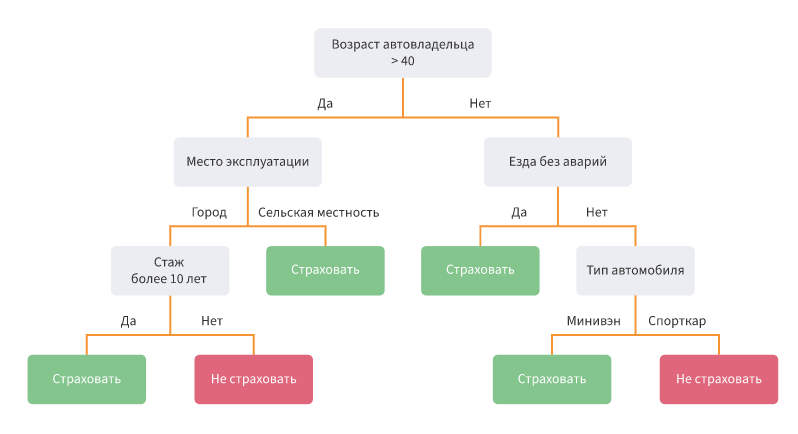 Возраст автовладельца
> 40
Да
Нет
Место эксплуатации
Езда без аварий
Город
Сельская местность
Да
Нет
Стаж
более 10 лет
Страховать
Страховать
Тип автомобиля
Да
Нет
Минивэн
Спорткар
Страховать
Не страховать
Страховать
Не страховать